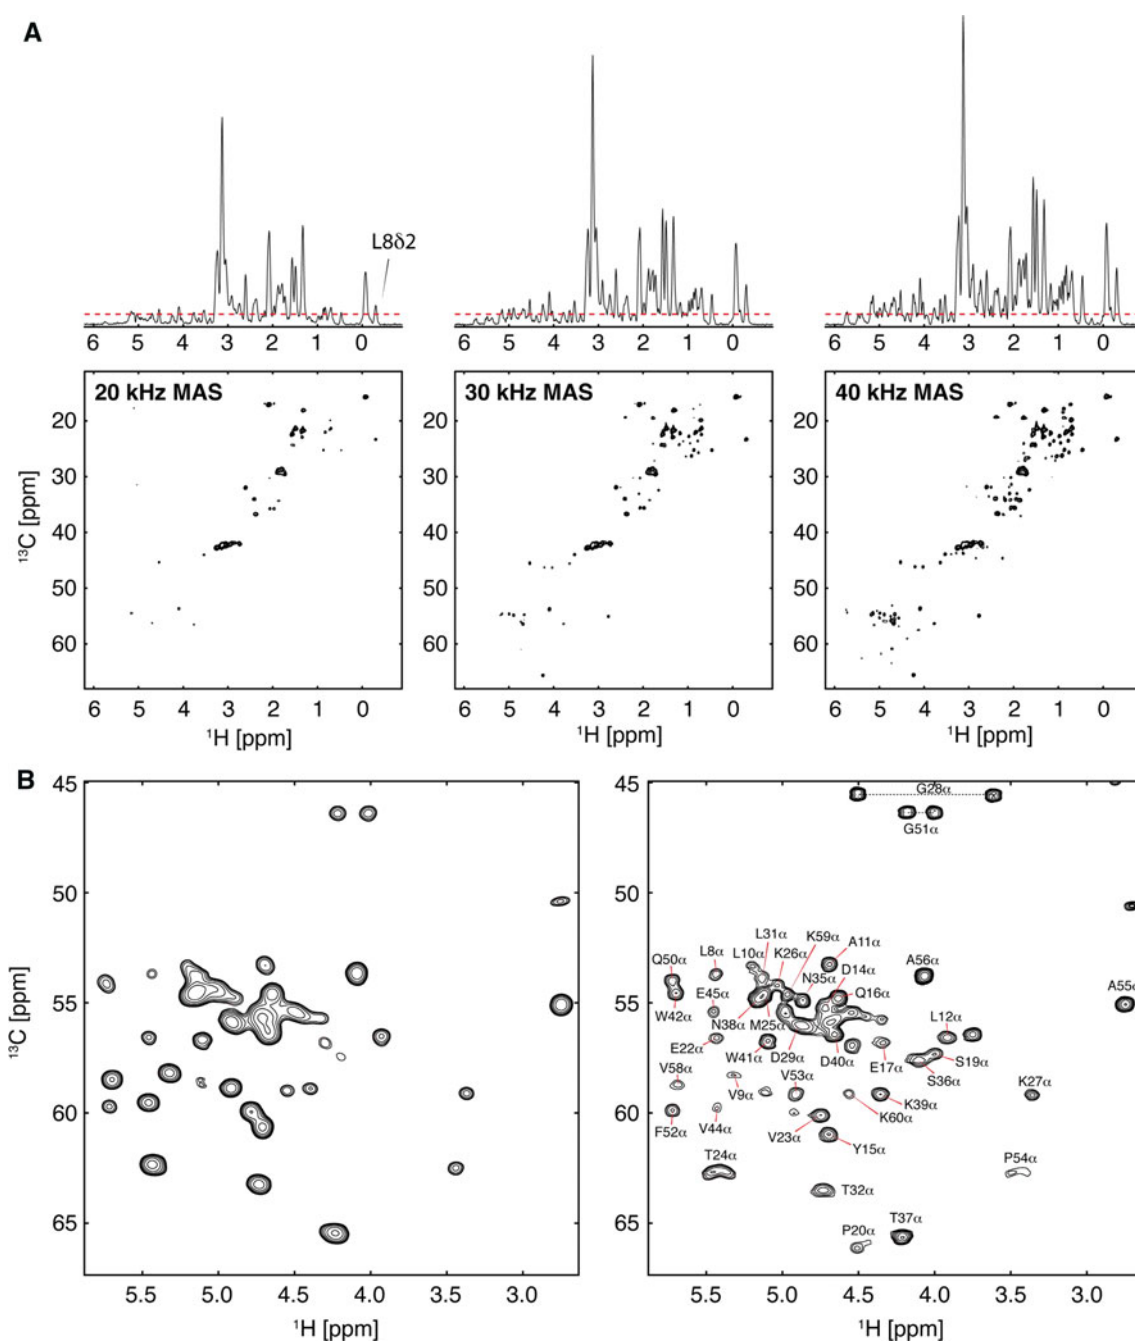 A
L8δ2
6 5 4 3 2 1 0
6 5 4 3 2 1 0
6 5 4 3 2 1 0
20 kHz MAS
30 kHz MAS
40 kHz MAS
20
30
40
50
60
20
30
40
50
60
20
30
40
50
60
¹³C [ppm]
6 5 4 3 2 1 0
6 5 4 3 2 1 0
6 5 4 3 2 1 0
¹H [ppm]
¹H [ppm]
¹H [ppm]
B
45
50
55
60
65
¹³C [ppm]
5.5 5.0 4.5 4.0 3.5 3.0
¹H [ppm]
45
50
55
60
65
G28α
G51α
L31α
K59α
L10α
K26α
A11α
L8α
D14α
A56α
Q50α
N35α
E45α
Q16α
A55α
W42α
N38α
M25α
L12α
E22α
W41α
D29α
D40α
E17α
S19α
S36α
V58α
V9α
V53α
K27α
K39α
K60α
F52α
V44α
V23α
Y15α
T24α
P54α
T32α
P20α
T37α
5.5 5.0 4.5 4.0 3.5 3.0
¹H [ppm]